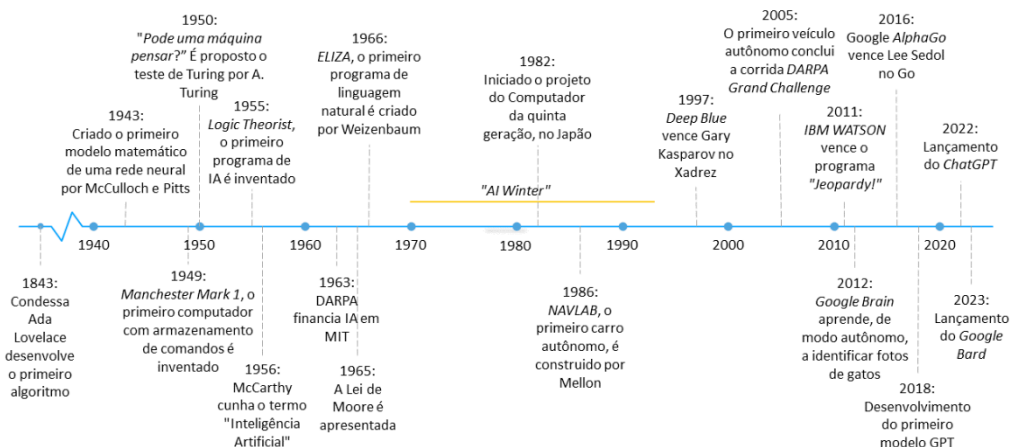 1950:
"Pode uma máquina
pensar?” É proposto o
teste de Turing por A.
Turing
1943:
Criado o primeiro
modelo matemático
de uma rede neural
por McCulloch e Pitts
1955:
Logic Theorist,
o primeiro
programa de
IA é inventado
1966:
ELIZA, o primeiro
programa de
linguagem
natural é criado
por Weizenbaum
1982:
Iniciado o projeto
do Computador
da quinta
geração, no Japão
"AI Winter"
1997:
Deep Blue
vence Gary
Kasparov no
Xadrez
2005:
O primeiro veículo
autônomo conclui
a corrida DARPA
Grand Challenge
2011:
IBM WATSON
vence o
programa
"Jeopardy!"
2016:
Google AlphaGo
vence Lee Sedol
no Go
2022:
Lançamento
do ChatGPT
1940
1950
1960
1970
1980
1990
2000
2010
2020
1843:
Condessa
Ada
Lovelace
desenvolve
o primeiro
algoritmo
1949:
Manchester Mark 1, o
primeiro computador
com armazenamento
de comandos é
inventado
1956:
McCarthy
cunha o termo
"Inteligência
Artificial"
1963:
DARPA
financia IA em
MIT
1965:
A Lei de
Moore é
apresentada
1986:
NAVLAB, o
primeiro carro
autônomo, é
construido por
Mellon
2012:
Google Brain
aprende, de
modo autônomo,
a identificar fotos
de gatos
2018:
Desenvolvimento
do primeiro
modelo GPT
2023:
Lançamento
do Google
Bard